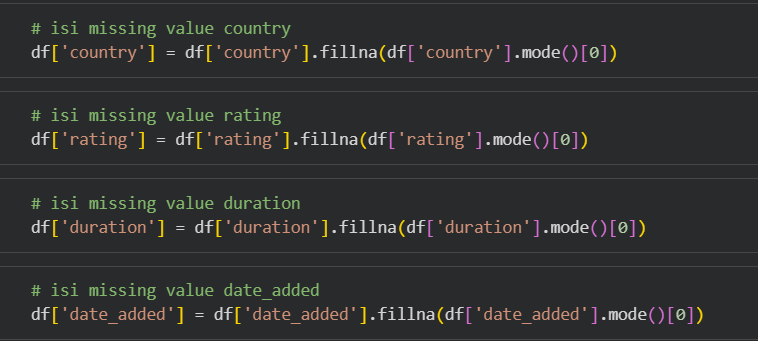 # isi missing value country
df['country'] = df['country'].fillna(df['country'].mode()[0])
# isi missing value rating
df['rating'] = df['rating'].fillna(df['rating'].mode()[0])
# isi missing value duration
df['duration'] = df['duration'].fillna(df['duration'].mode()[0])
# isi missing value date_added
df['date_added'] = df['date_added'].fillna(df['date_added'].mode()[0])